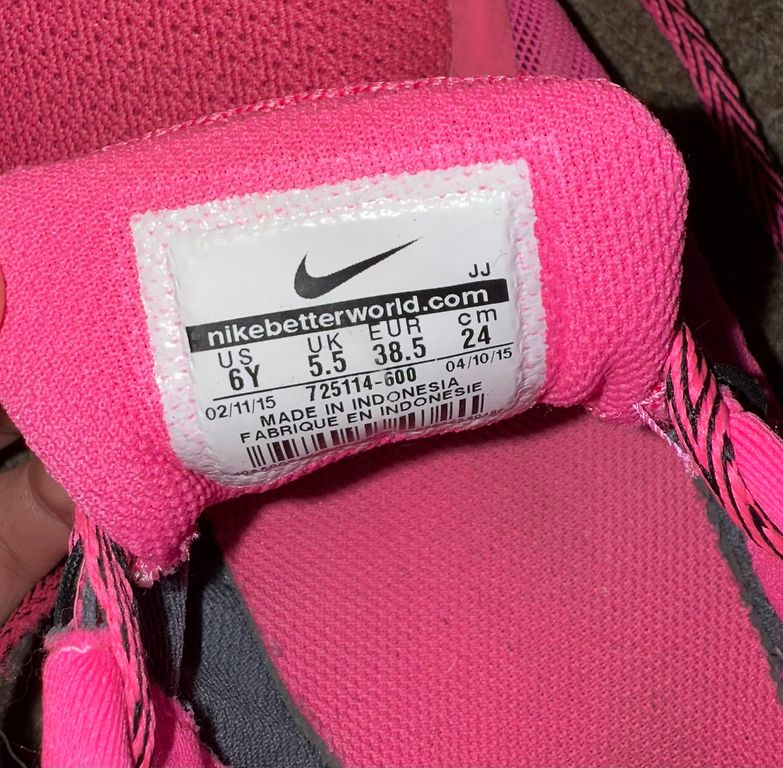 JJ
nikebetterworld.com
US UK EUR cm
6Y 5.5 38.5 24
02/11/15 725114-600 04/10/15
MADE IN INDONESIA
FABRIQUE EN INDONESIE